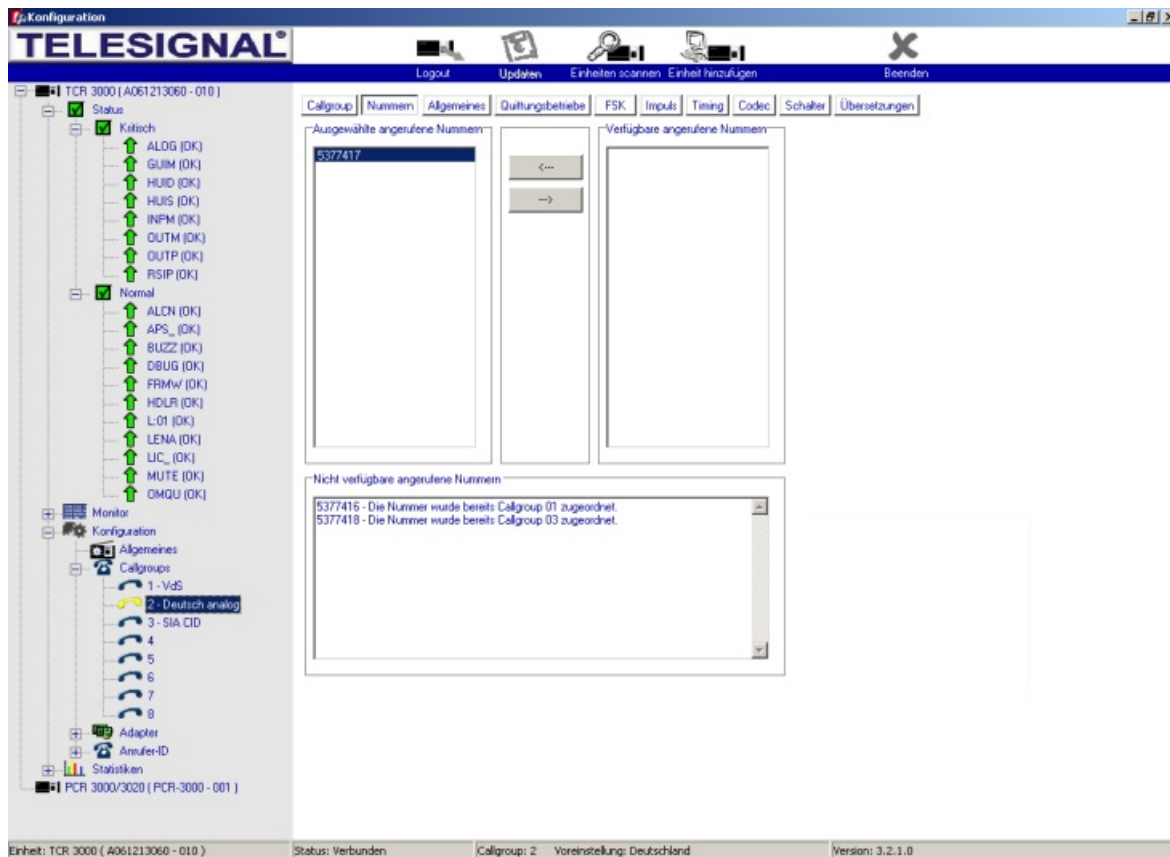 Konfiguration
TELESIGNAL®
Logout
Updaten
Einheiten scannen
Einheit hinzufügen
Beenden
TCR 3000 ( A061213060 - 010 )
Status
Kritisch
ALOG (OK)
GUIM (OK)
HUID (OK)
HUIS (OK)
INPM (OK)
OUTM (OK)
OUTP (OK)
RSIP (OK)
Normal
ALCN (OK)
APS_ (OK)
BUZZ (OK)
DBUG (OK)
FRMW (OK)
HDLR (OK)
L:01 (OK)
LENA (OK)
LIC_ (OK)
MUTE (OK)
OMQU (OK)
Monitor
Konfiguration
Allgemeines
Callgroups
1 - VdS
2 - Deutsch analog
3 - SIA CID
4
5
6
7
8
Adapter
Anrufer-ID
Statistiken
PCR 3000/3020 ( PCR-3000 - 001 )
Callgroup
Nummern
Allgemeines
Quittungsbetriebe
FSK
Impuls
Timing
Codec
Schalter
Übersetzungen
Ausgewählte angerufene Nummern
5377417
<---
--->
Verfügbare angerufene Nummern
Nicht verfügbare angerufene Nummern
5377416 - Die Nummer wurde bereits Callgroup 01 zugeordnet.
5377418 - Die Nummer wurde bereits Callgroup 03 zugeordnet.
Einheit: TCR 3000 ( A061213060 - 010 )
Status: Verbunden
Callgroup: 2
Voreinstellung: Deutschland
Version: 3.2.1.0